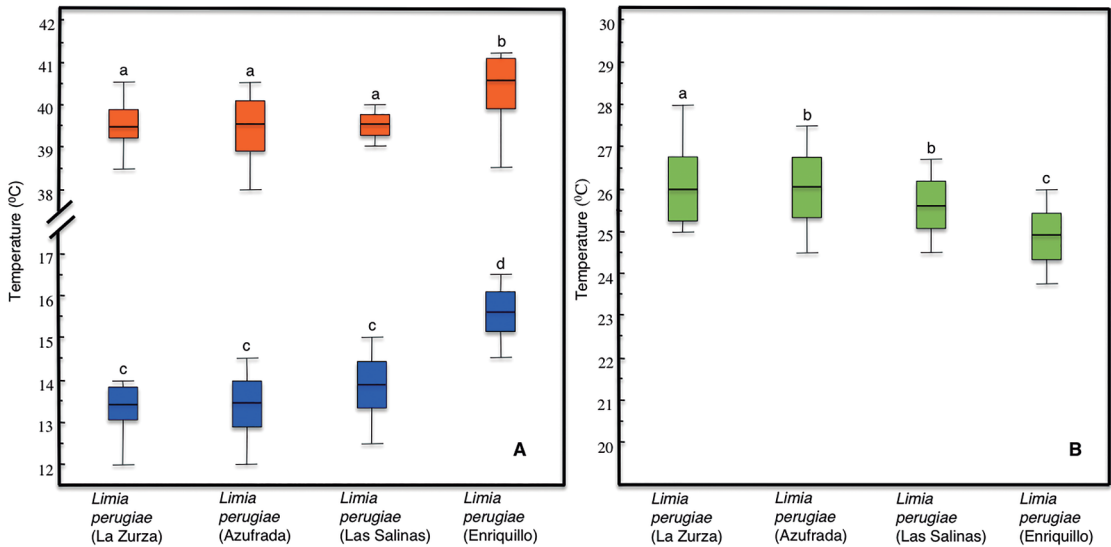 42
41
40
39
38
17
16
15
14
13
12
Temperature (⁰C)
a
a
a
b
c
c
c
d
A
Limia
perugiae
(La Zurza)
Limia
perugiae
(Azufrada)
Limia
perugiae
(Las Salinas)
Limia
perugiae
(Enriquillo)
30
29
28
27
26
25
24
23
22
21
20
Temperature (⁰C)
a
b
b
c
B
Limia
perugiae
(La Zurza)
Limia
perugiae
(Azufrada)
Limia
perugiae
(Las Salinas)
Limia
perugiae
(Enriquillo)